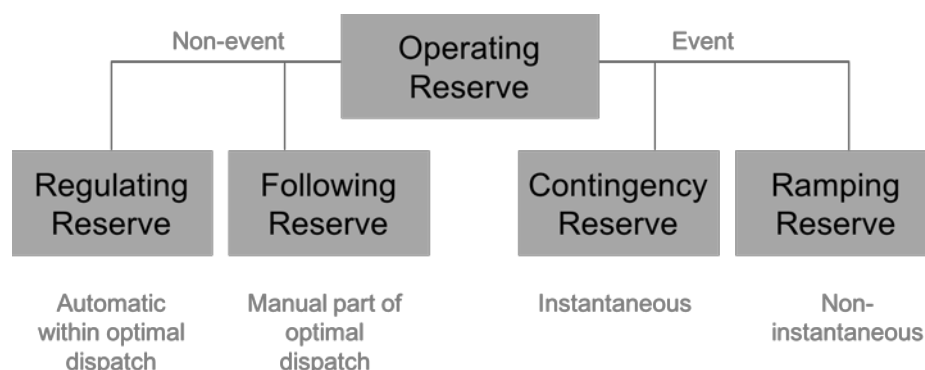 Non-event
Operating
Reserve
Event
Regulating
Reserve
Following
Reserve
Contingency
Reserve
Ramping
Reserve
Automatic
within optimal
dispatch
Manual part of
optimal
dispatch
Instantaneous
Non-
instantaneous